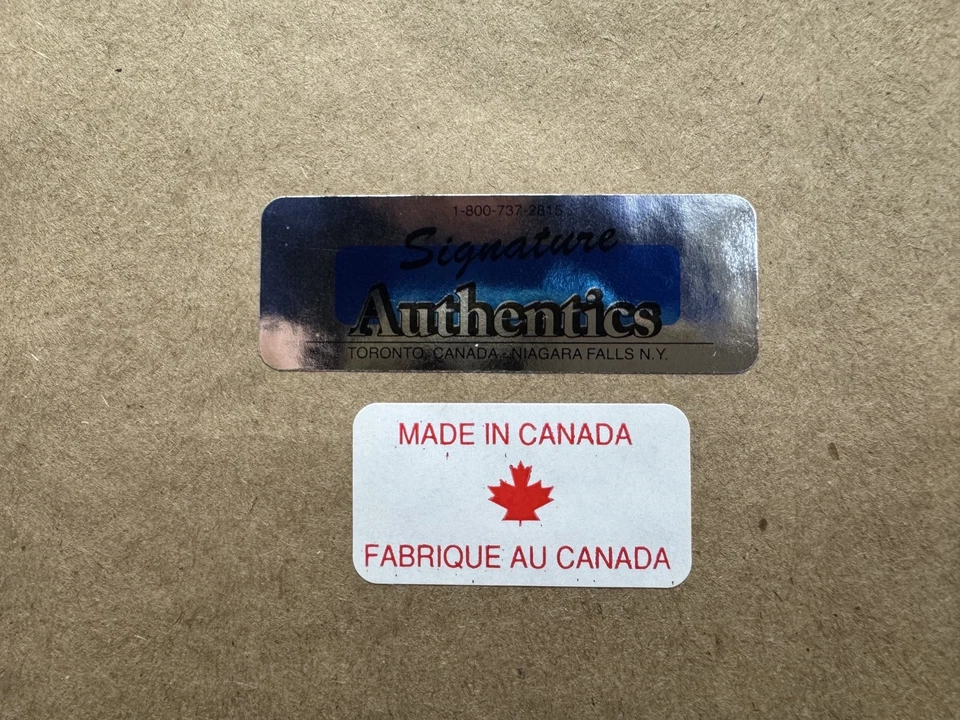 1-800-737-2815
Signature
Authentics
TORONTO, CANADA - NIAGARA FALLS N.Y.
MADE IN CANADA
FABRIQUE AU CANADA